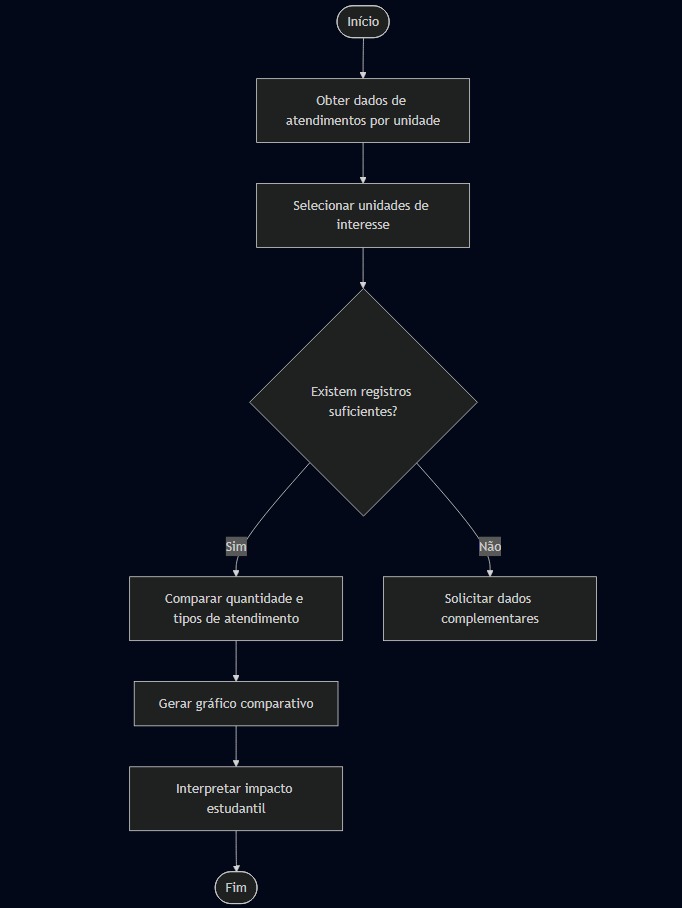 Início
Obter dados de
atendimentos por unidade
Selecionar unidades de
interesse
Existem registros
suficientes?
Sim
Não
Comparar quantidade e
tipos de atendimento
Solicitar dados
complementares
Gerar gráfico comparativo
Interpretar impacto
estudantil
Fim